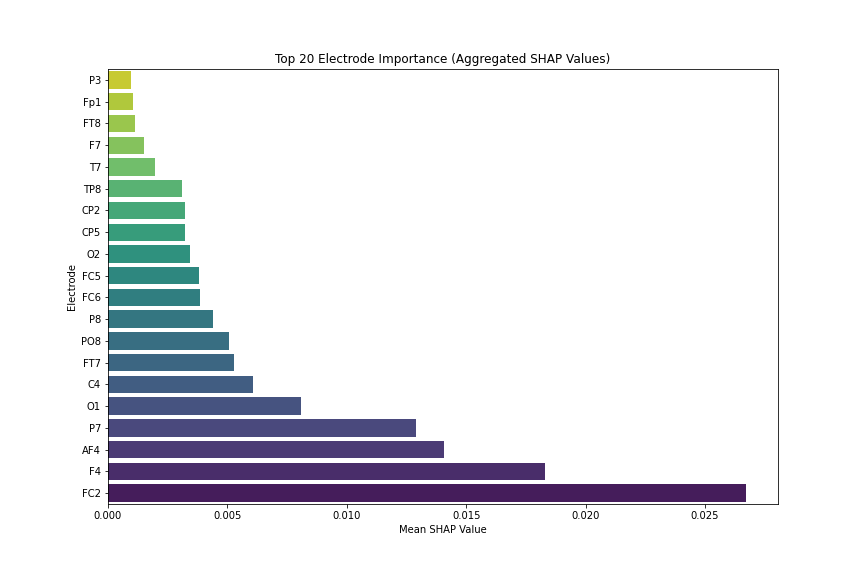 Top 20 Electrode Importance (Aggregated SHAP Values)
P3
Fp1
FT8
F7
T7
TP8
CP2
CP5
O2
FC5
FC6
P8
PO8
FT7
C4
O1
P7
AF4
F4
FC2
Electrode
0.000 0.005 0.010 0.015 0.020 0.025
Mean SHAP Value